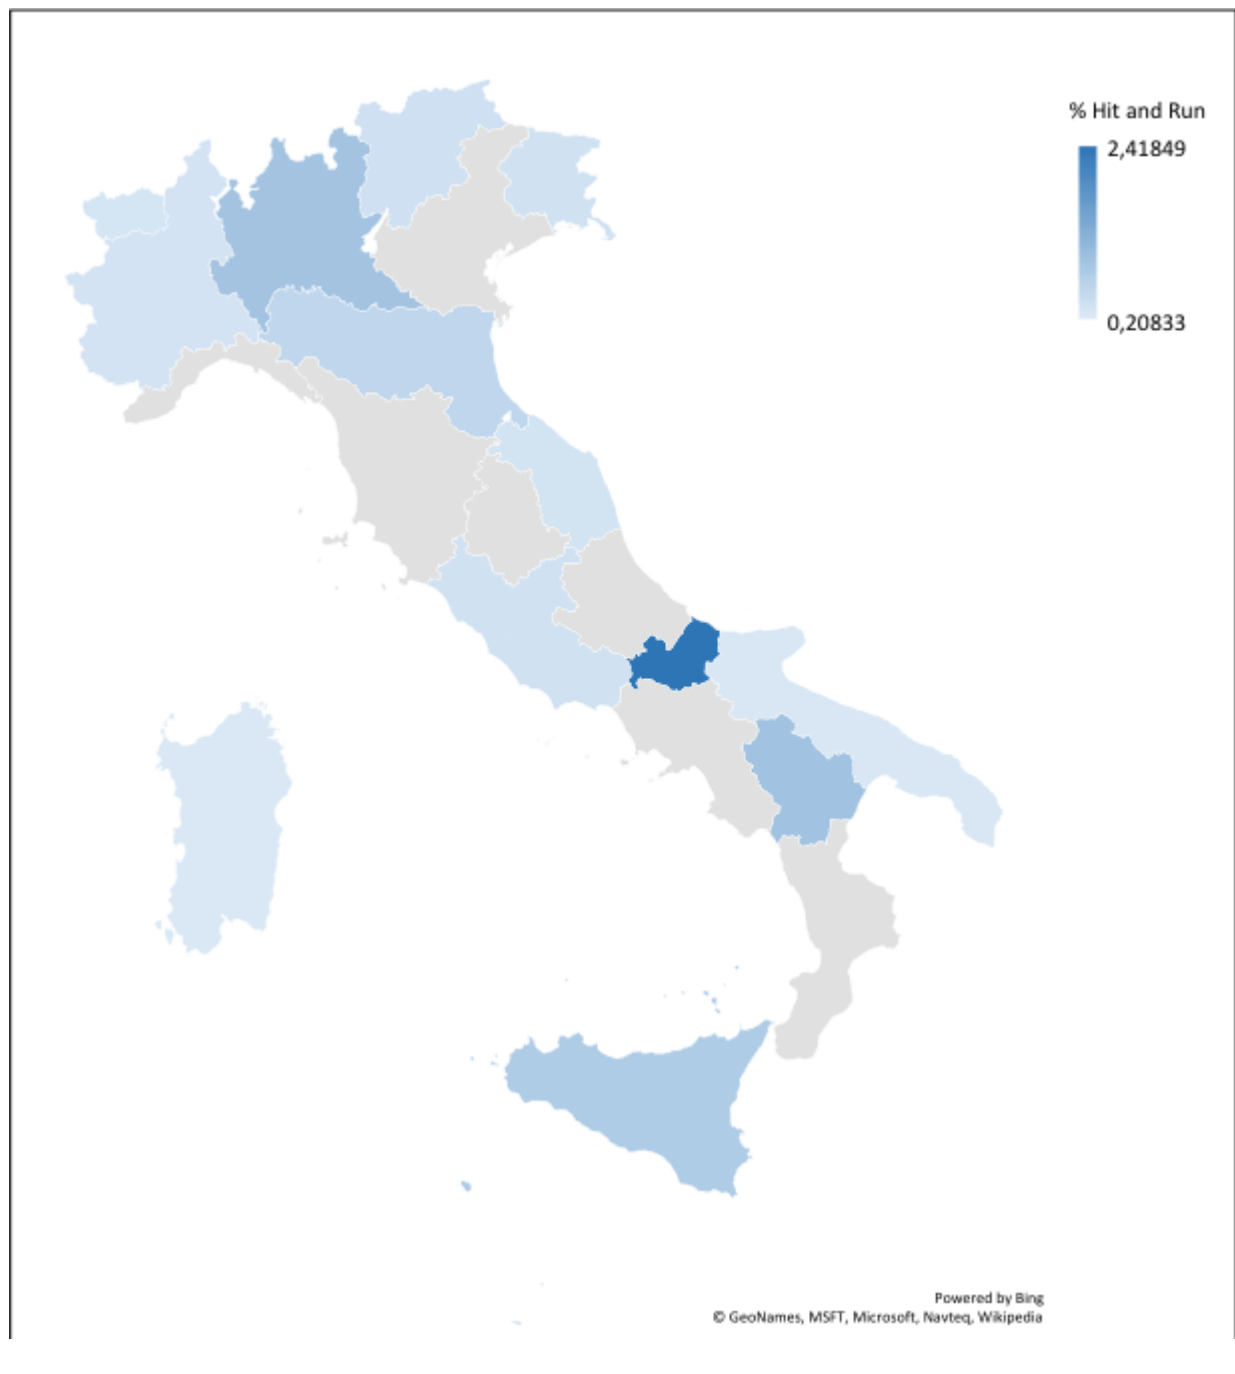 % Hit and Run
2,41849
0,20833
Powered by Bing
© GeoNames, MSFT, Microsoft, Navteq, Wikipedia